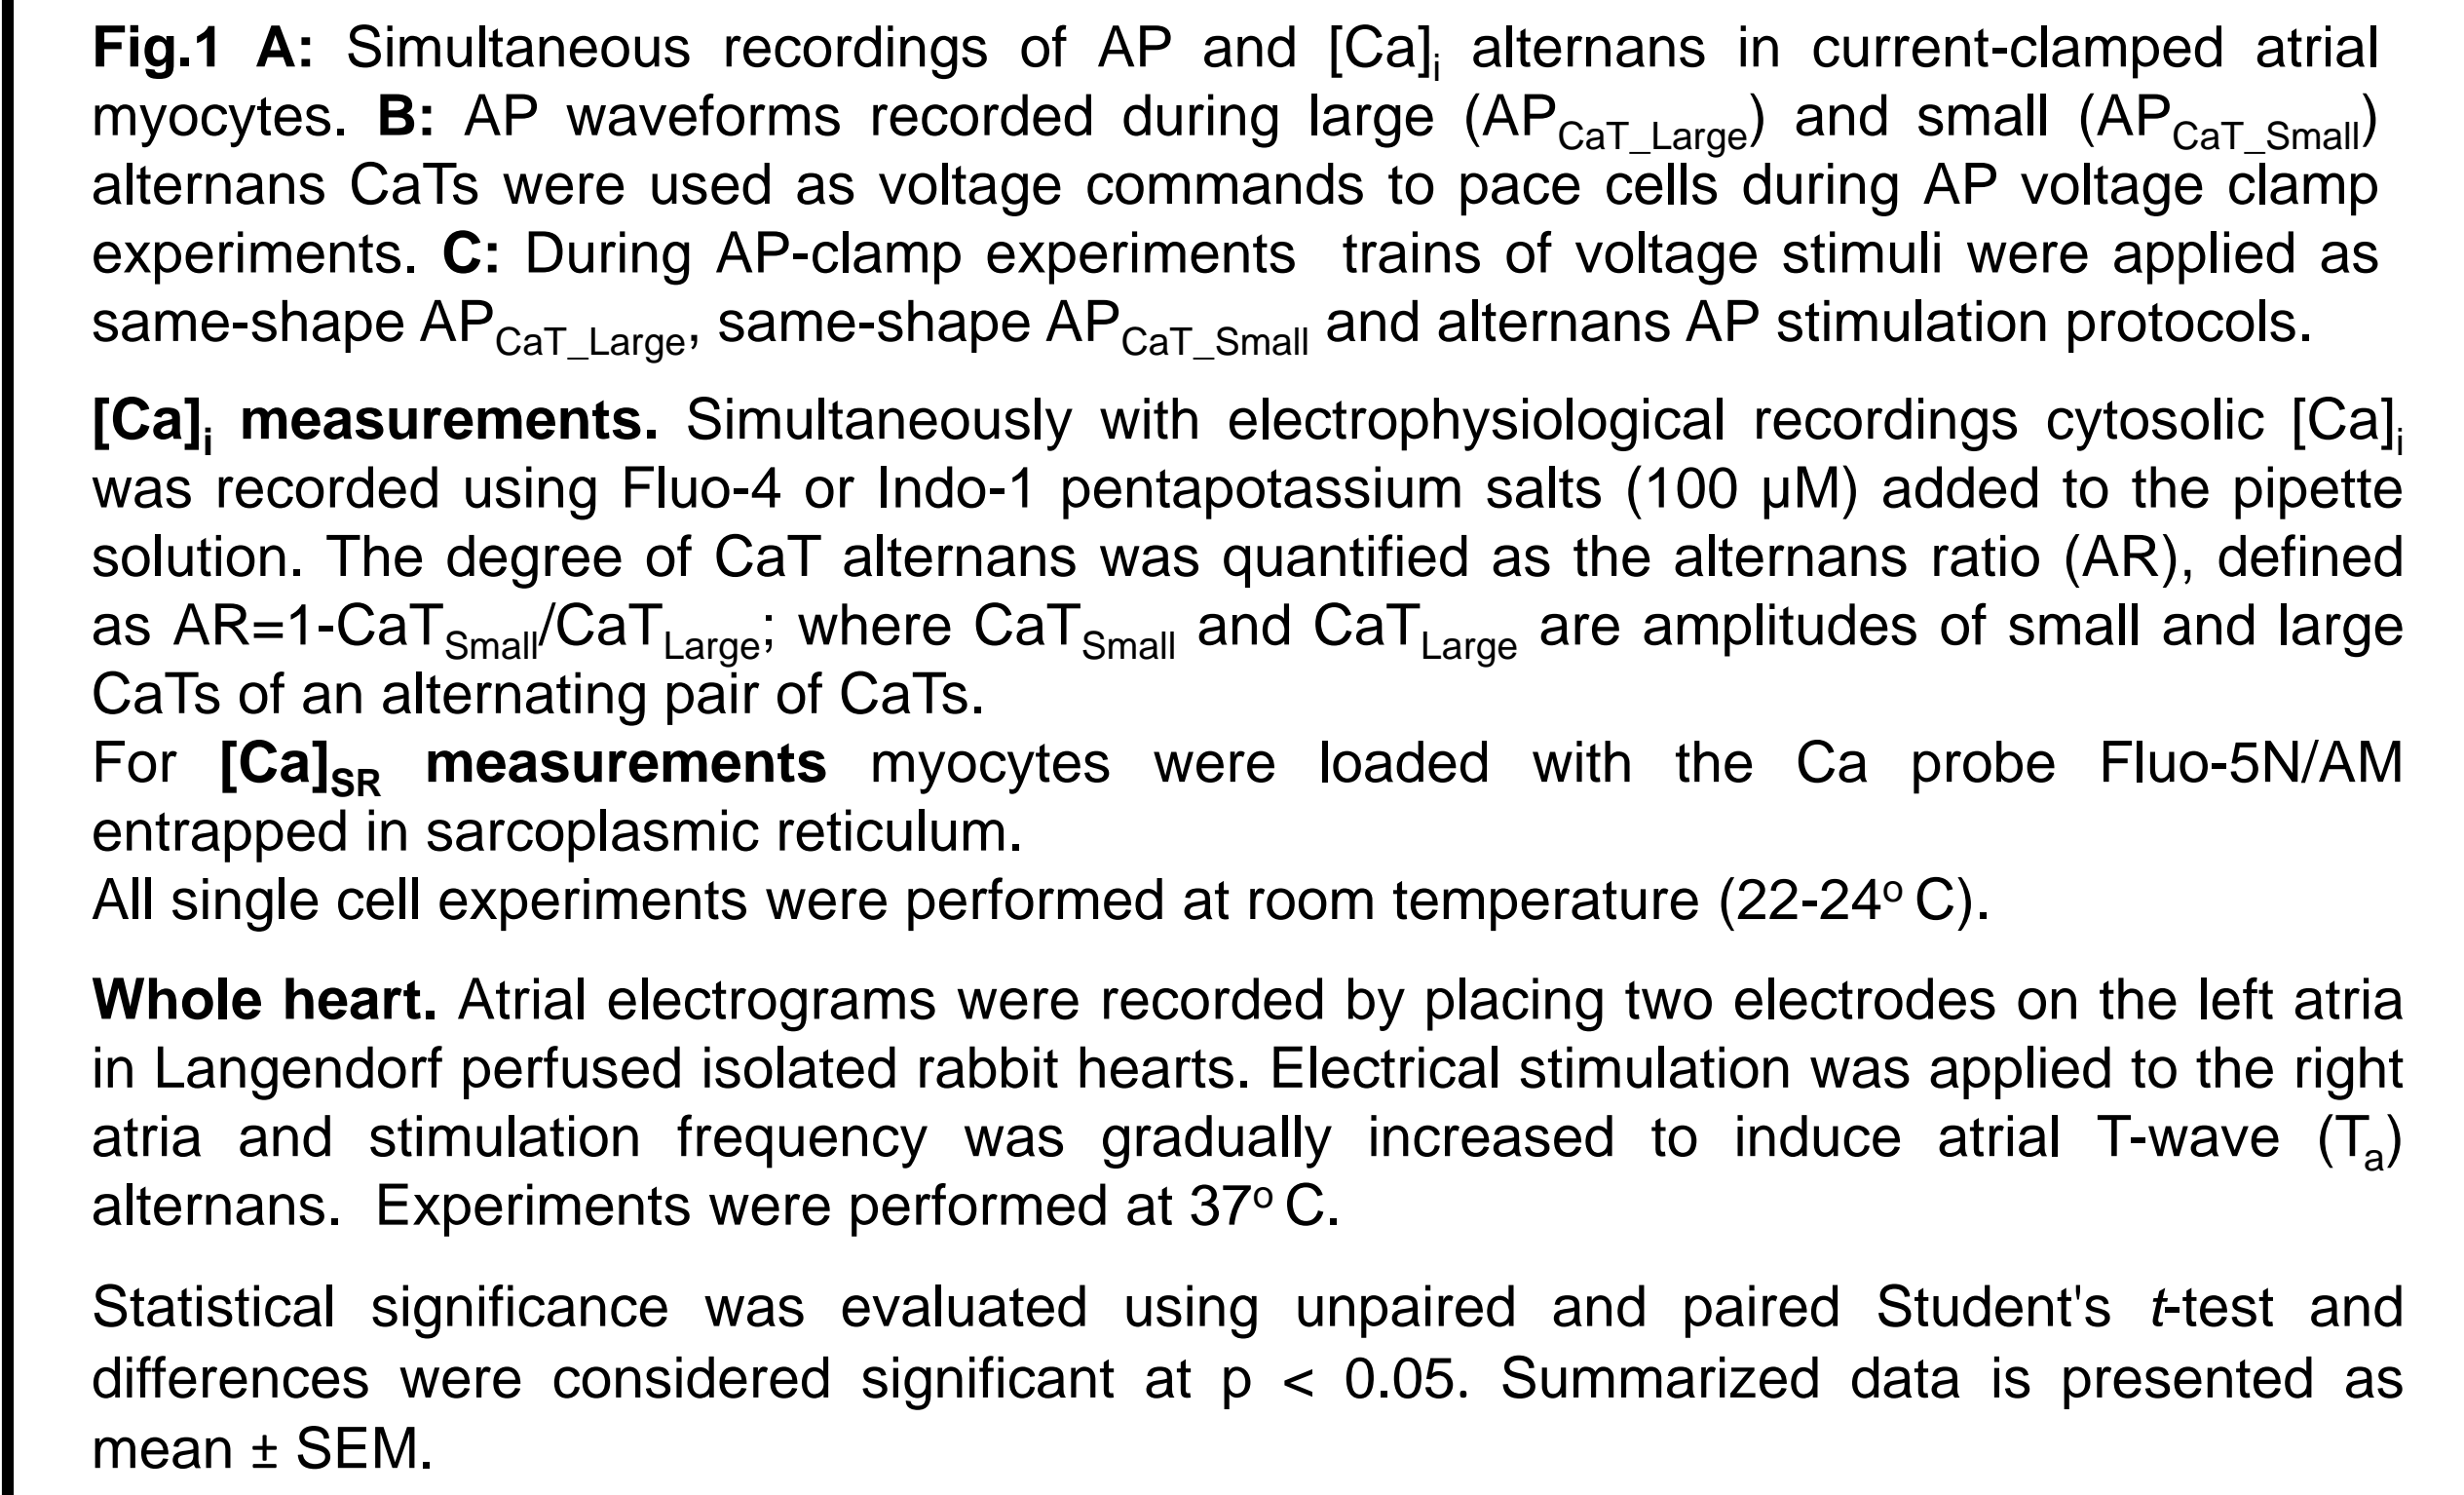 Fig.1 A: Simultaneous recordings of AP and [Ca]i alternans in current-clamped atrial
myocytes. B: AP waveforms recorded during large (APCaT_Large) and small (APCaT_Small)
alternans CaTs were used as voltage commands to pace cells during AP voltage clamp
experiments. C: During AP-clamp experiments  trains of voltage stimuli were applied as
same-shape APCaT_Large, same-shape APCaT_Small and alternans AP stimulation protocols.
[Ca]i measurements. Simultaneously with electrophysiological recordings cytosolic [Ca]i
was recorded using Fluo-4 or Indo-1 pentapotassium salts (100 µM) added to the pipette
solution. The degree of CaT alternans was quantified as the alternans ratio (AR), defined
as AR=1-CaTSmall/CaTLarge; where CaTSmall and CaTLarge are amplitudes of small and large
CaTs of an alternating pair of CaTs.
For [Ca]SR measurements myocytes were loaded with the Ca probe Fluo-5N/AM
entrapped in sarcoplasmic reticulum.
All single cell experiments were performed at room temperature (22-24o C).
Whole heart. Atrial electrograms were recorded by placing two electrodes on the left atria
in Langendorf perfused isolated rabbit hearts. Electrical stimulation was applied to the right
atria and stimulation frequency was gradually increased to induce atrial T-wave (Ta)
alternans.  Experiments were performed at 37o C.
Statistical significance was evaluated using unpaired and paired Student's t-test and
differences were considered significant at p < 0.05. Summarized data is presented as
mean ± SEM.